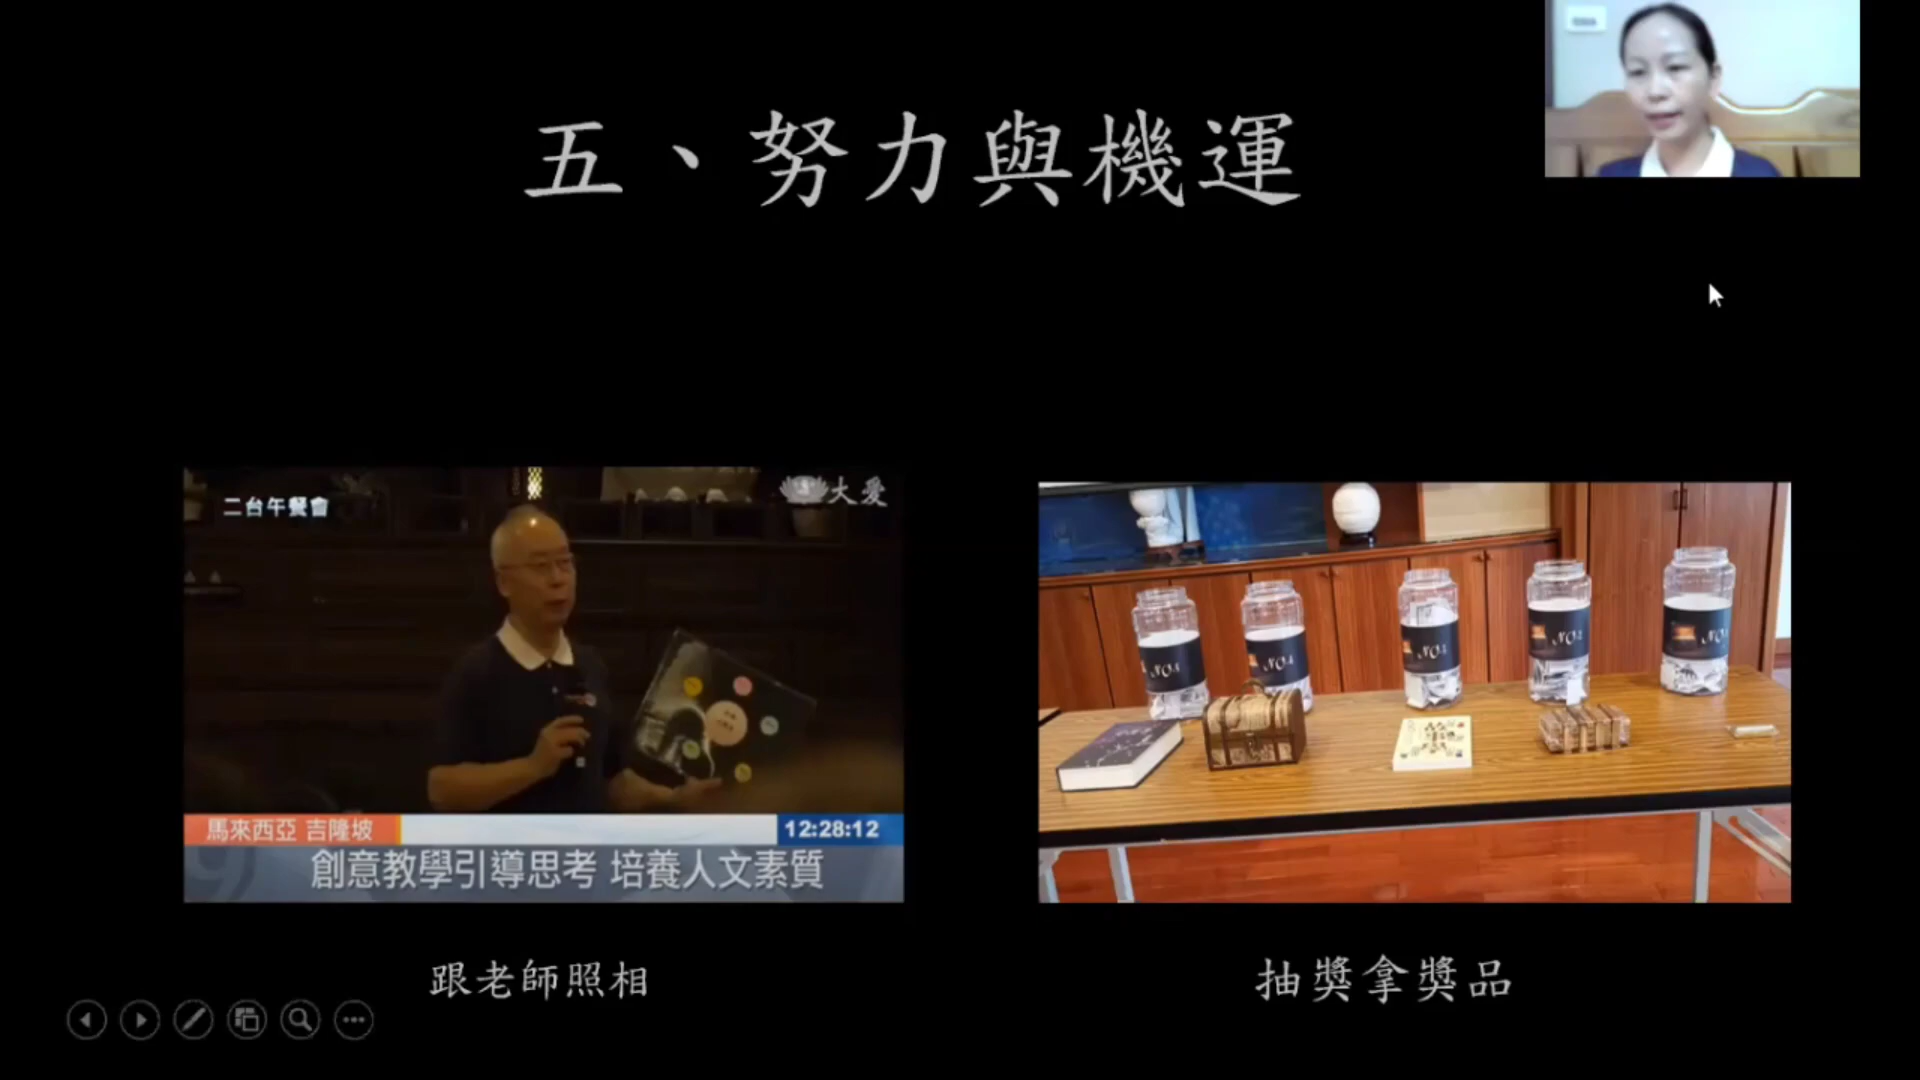 五、努力與機運
二台午餐會
大愛
馬來西亞 吉隆坡
12:28:12
創意教學引導思考 培養人文素質
跟老師照相
抽獎拿獎品